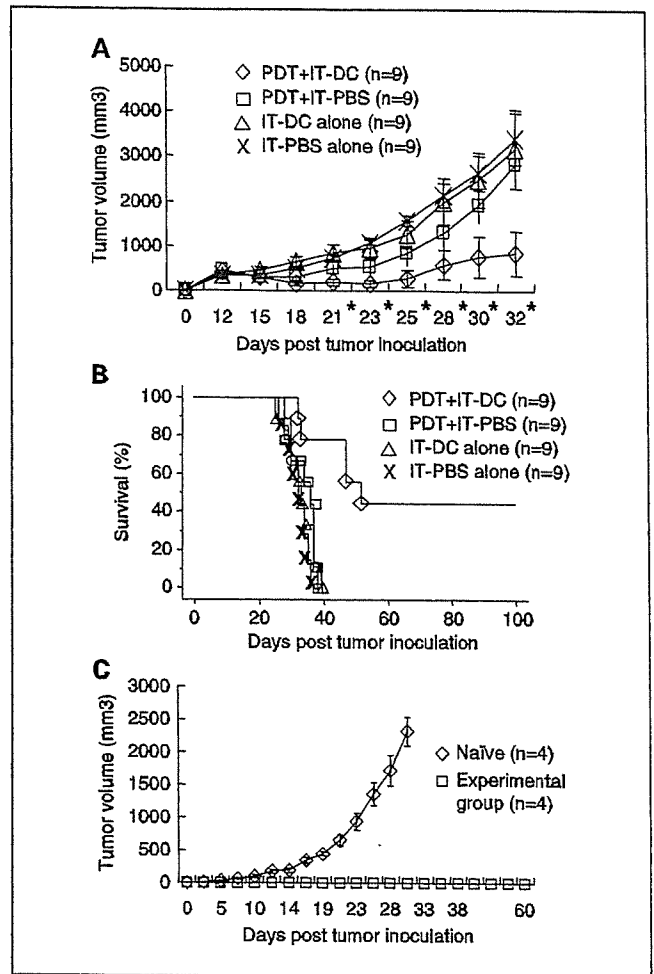 A
Tumor volume (mm3)
5000
4000
3000
2000
1000
0
◇ PDT+IT-DC (n=9)
□ PDT+IT-PBS (n=9)
△ IT-DC alone (n=9)
X IT-PBS alone (n=9)
0 12 15 18 21* 23* 25* 28* 30* 32*
Days post tumor inoculation
B
Survival (%)
100
80
60
40
20
0
◇ PDT+IT-DC (n=9)
□ PDT+IT-PBS (n=9)
△ IT-DC alone (n=9)
X IT-PBS alone (n=9)
0 20 40 60 80 100
Days post tumor inoculation
C
Tumor volume (mm3)
3000
2500
2000
1500
1000
500
0
◇ Naïve (n=4)
□ Experimental
group (n=4)
0 5 10 14 19 23 28 33 38 60
Days post tumor inoculation